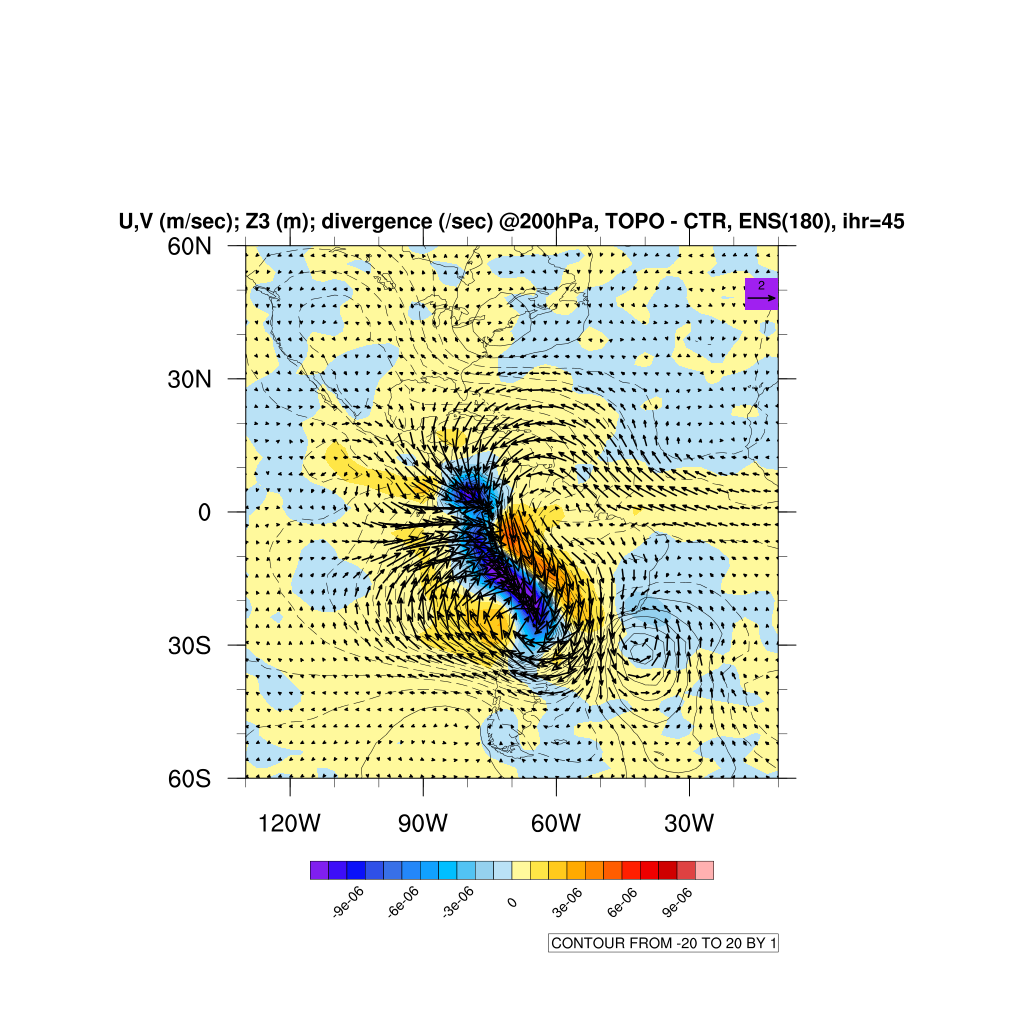 U,V (m/sec); Z3 (m); divergence (/sec) @200hPa, TOPO - CTR, ENS(180), ihr=45
60N
2
30N
0
30S
60S
120W 90W 60W 30W
-9e-06 -6e-06 -3e-06 0 3e-06 6e-06 9e-06
CONTOUR FROM -20 TO 20 BY 1